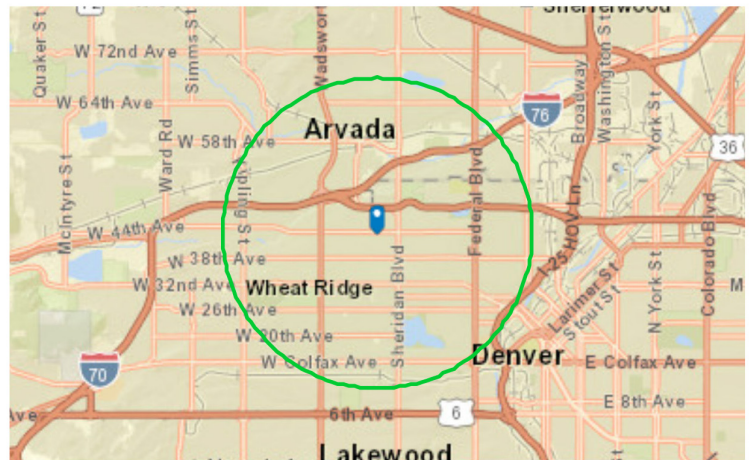 72
Sherrelwood
Quaker St
Simms St
Wadswort
W 72nd Ave
Broadway
Washington St
W 64th Ave
76
York St
Arvada
W 58th Ave
36
Ward Rd
McIntyre St
Kipling St
Federal Blvd
I-25 HOV Ln
W 44th Ave
Colorado Blvd
W 38th Ave
Sheridan Blvd
N York St
W 32nd Ave
Wheat Ridge
M
Larimer St
Stout St
W 26th Ave
W 20th Ave
W Colfax Ave
Denver
E Colfax Ave
70
Ave
6th Ave
6
E 8th Ave
Lakewood